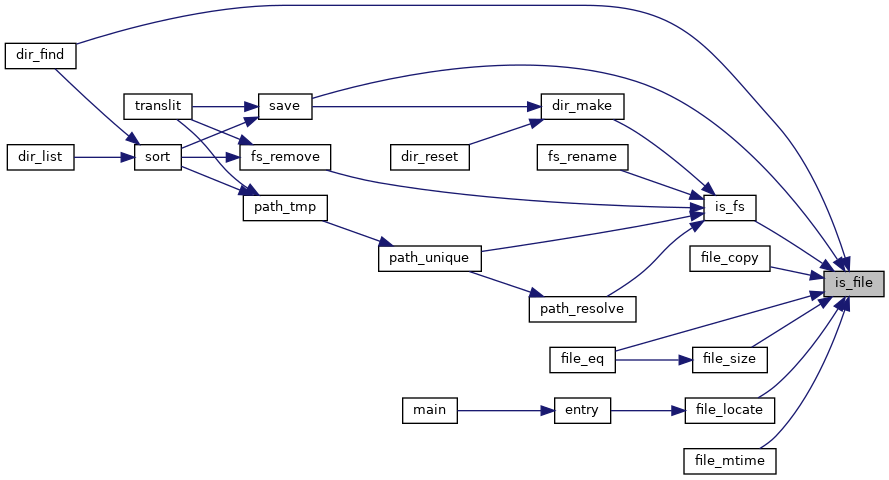 dir_find
translit
save
dir_make
dir_list
sort
fs_remove
dir_reset
fs_rename
path_tmp
is_fs
path_unique
file_copy
is_file
path_resolve
file_eq
file_size
main
entry
file_locate
file_mtime